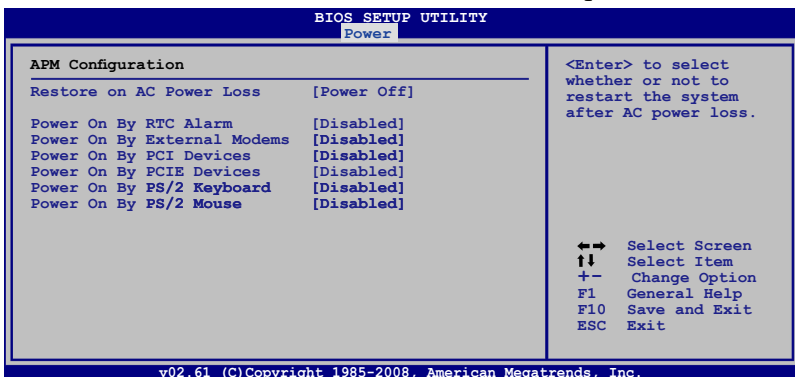 BIOS SETUP UTILITY
Power
APM Configuration
Restore on AC Power Loss [Power Off]
Power On By RTC Alarm [Disabled]
Power On By External Modems [Disabled]
Power On By PCI Devices [Disabled]
Power On By PCIE Devices [Disabled]
Power On By PS/2 Keyboard [Disabled]
Power On By PS/2 Mouse [Disabled]
<Enter> to select
whether or not to
restart the system
after AC power loss.
←→ Select Screen
↑↓ Select Item
+- Change Option
F1 General Help
F10 Save and Exit
ESC Exit
v02.61 (C)Copyright 1985-2008, American Megatrends, Inc.